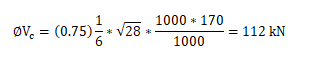 ØV_c = (0.75) 1/6 * √28 * (1000 * 170)/1000 = 112 kN